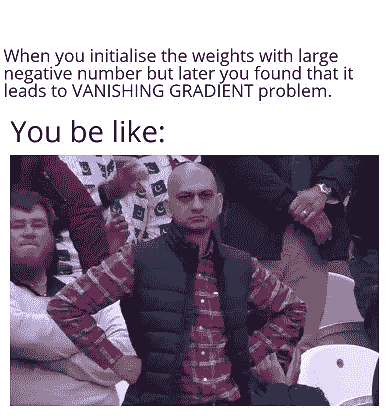 When you initialise the weights with large
negative number but later you found that it
leads to VANISHING GRADIENT problem.
You be like: